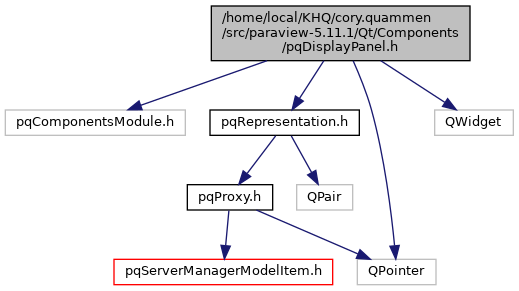 /home/local/KHQ/cory.quammen
/src/paraview-5.11.1/Qt/Components
/pqDisplayPanel.h
pqComponentsModule.h
pqRepresentation.h
QWidget
pqProxy.h
QPair
pqServerManagerModelItem.h
QPointer